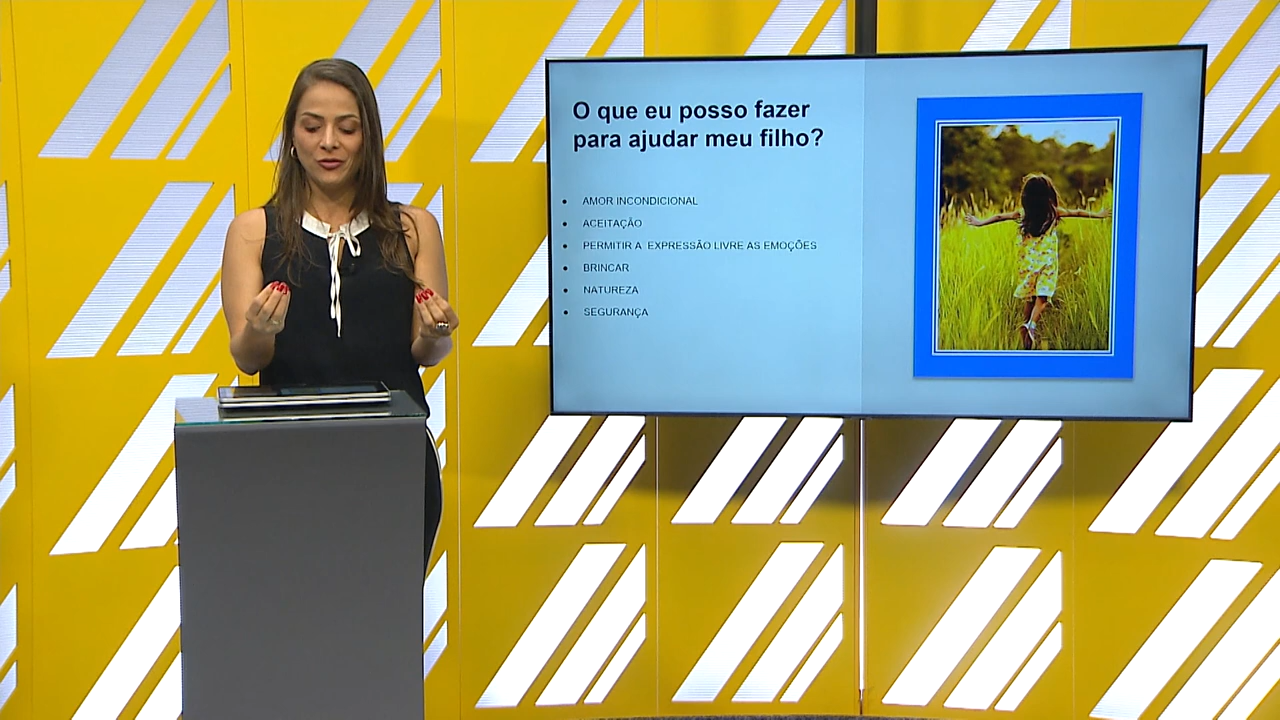 O que eu posso fazer
para ajudar meu filho?
• AMOR INCONDICIONAL
• ACEITAÇÃO
• PERMITIR A EXPRESSÃO LIVRE AS EMOÇÕES
• BRINCAR
• NATUREZA
• SEGURANÇA